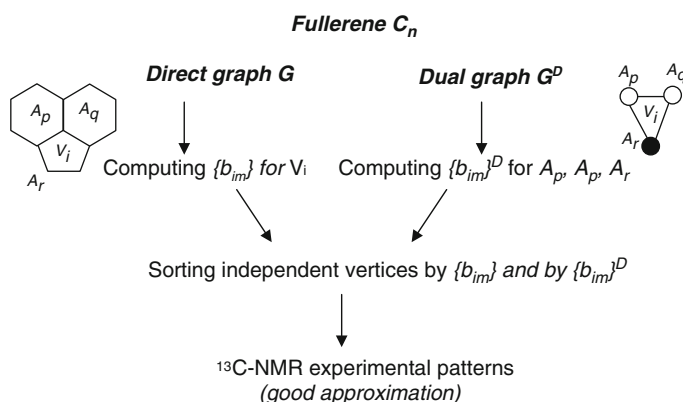 Fullerene Cn
Direct graph G
Dual graph G^D
Ap Aq
Vi
Ar
Ap Aq
Vi
Ar
Computing {bim} for Vi
Computing {bim}^D for Ap, Ap, Ar
Sorting independent vertices by {bim} and by {bim}^D
¹³C-NMR experimental patterns
(good approximation)